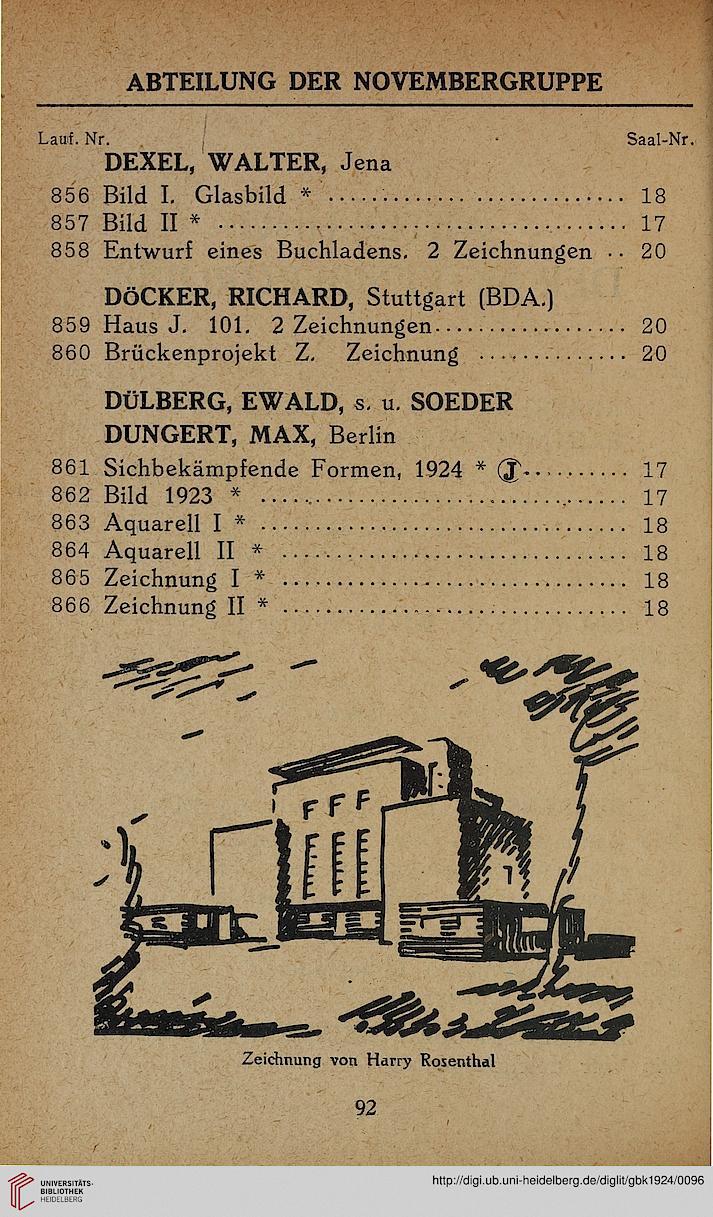 ABTEILUNG DER NOVEMBERGRUPPE
Lauf. Nr. Saal-Nr.
DEXEL, WALTER, Jena
856 Bild I. Glasbild * .......................... 18
857 Bild II * ...................................... 17
858 Entwurf eines Buchladens. 2 Zeichnungen .. 20
DÖCKER, RICHARD, Stuttgart (BDA.)
859 Haus J. 101. 2 Zeichnungen .................. 20
860 Brückenprojekt Z. Zeichnung .............. 20
DÜLBERG, EWALD, s. u. SOEDER
DUNGERT, MAX, Berlin
861 Sichbekämpfende Formen, 1924 * Ⓙ .......... 17
862 Bild 1923 * .................................. 17
863 Aquarell I * .................................. 18
864 Aquarell II * ................................ 18
865 Zeichnung I * ................................ 18
866 Zeichnung II * ................................ 18
Zeichnung von Harry Rosenthal
92
UNIVERSITÄTS-
BIBLIOTHEK
HEIDELBERG
http://digi.ub.uni-heidelberg.de/diglit/gbk1924/0096